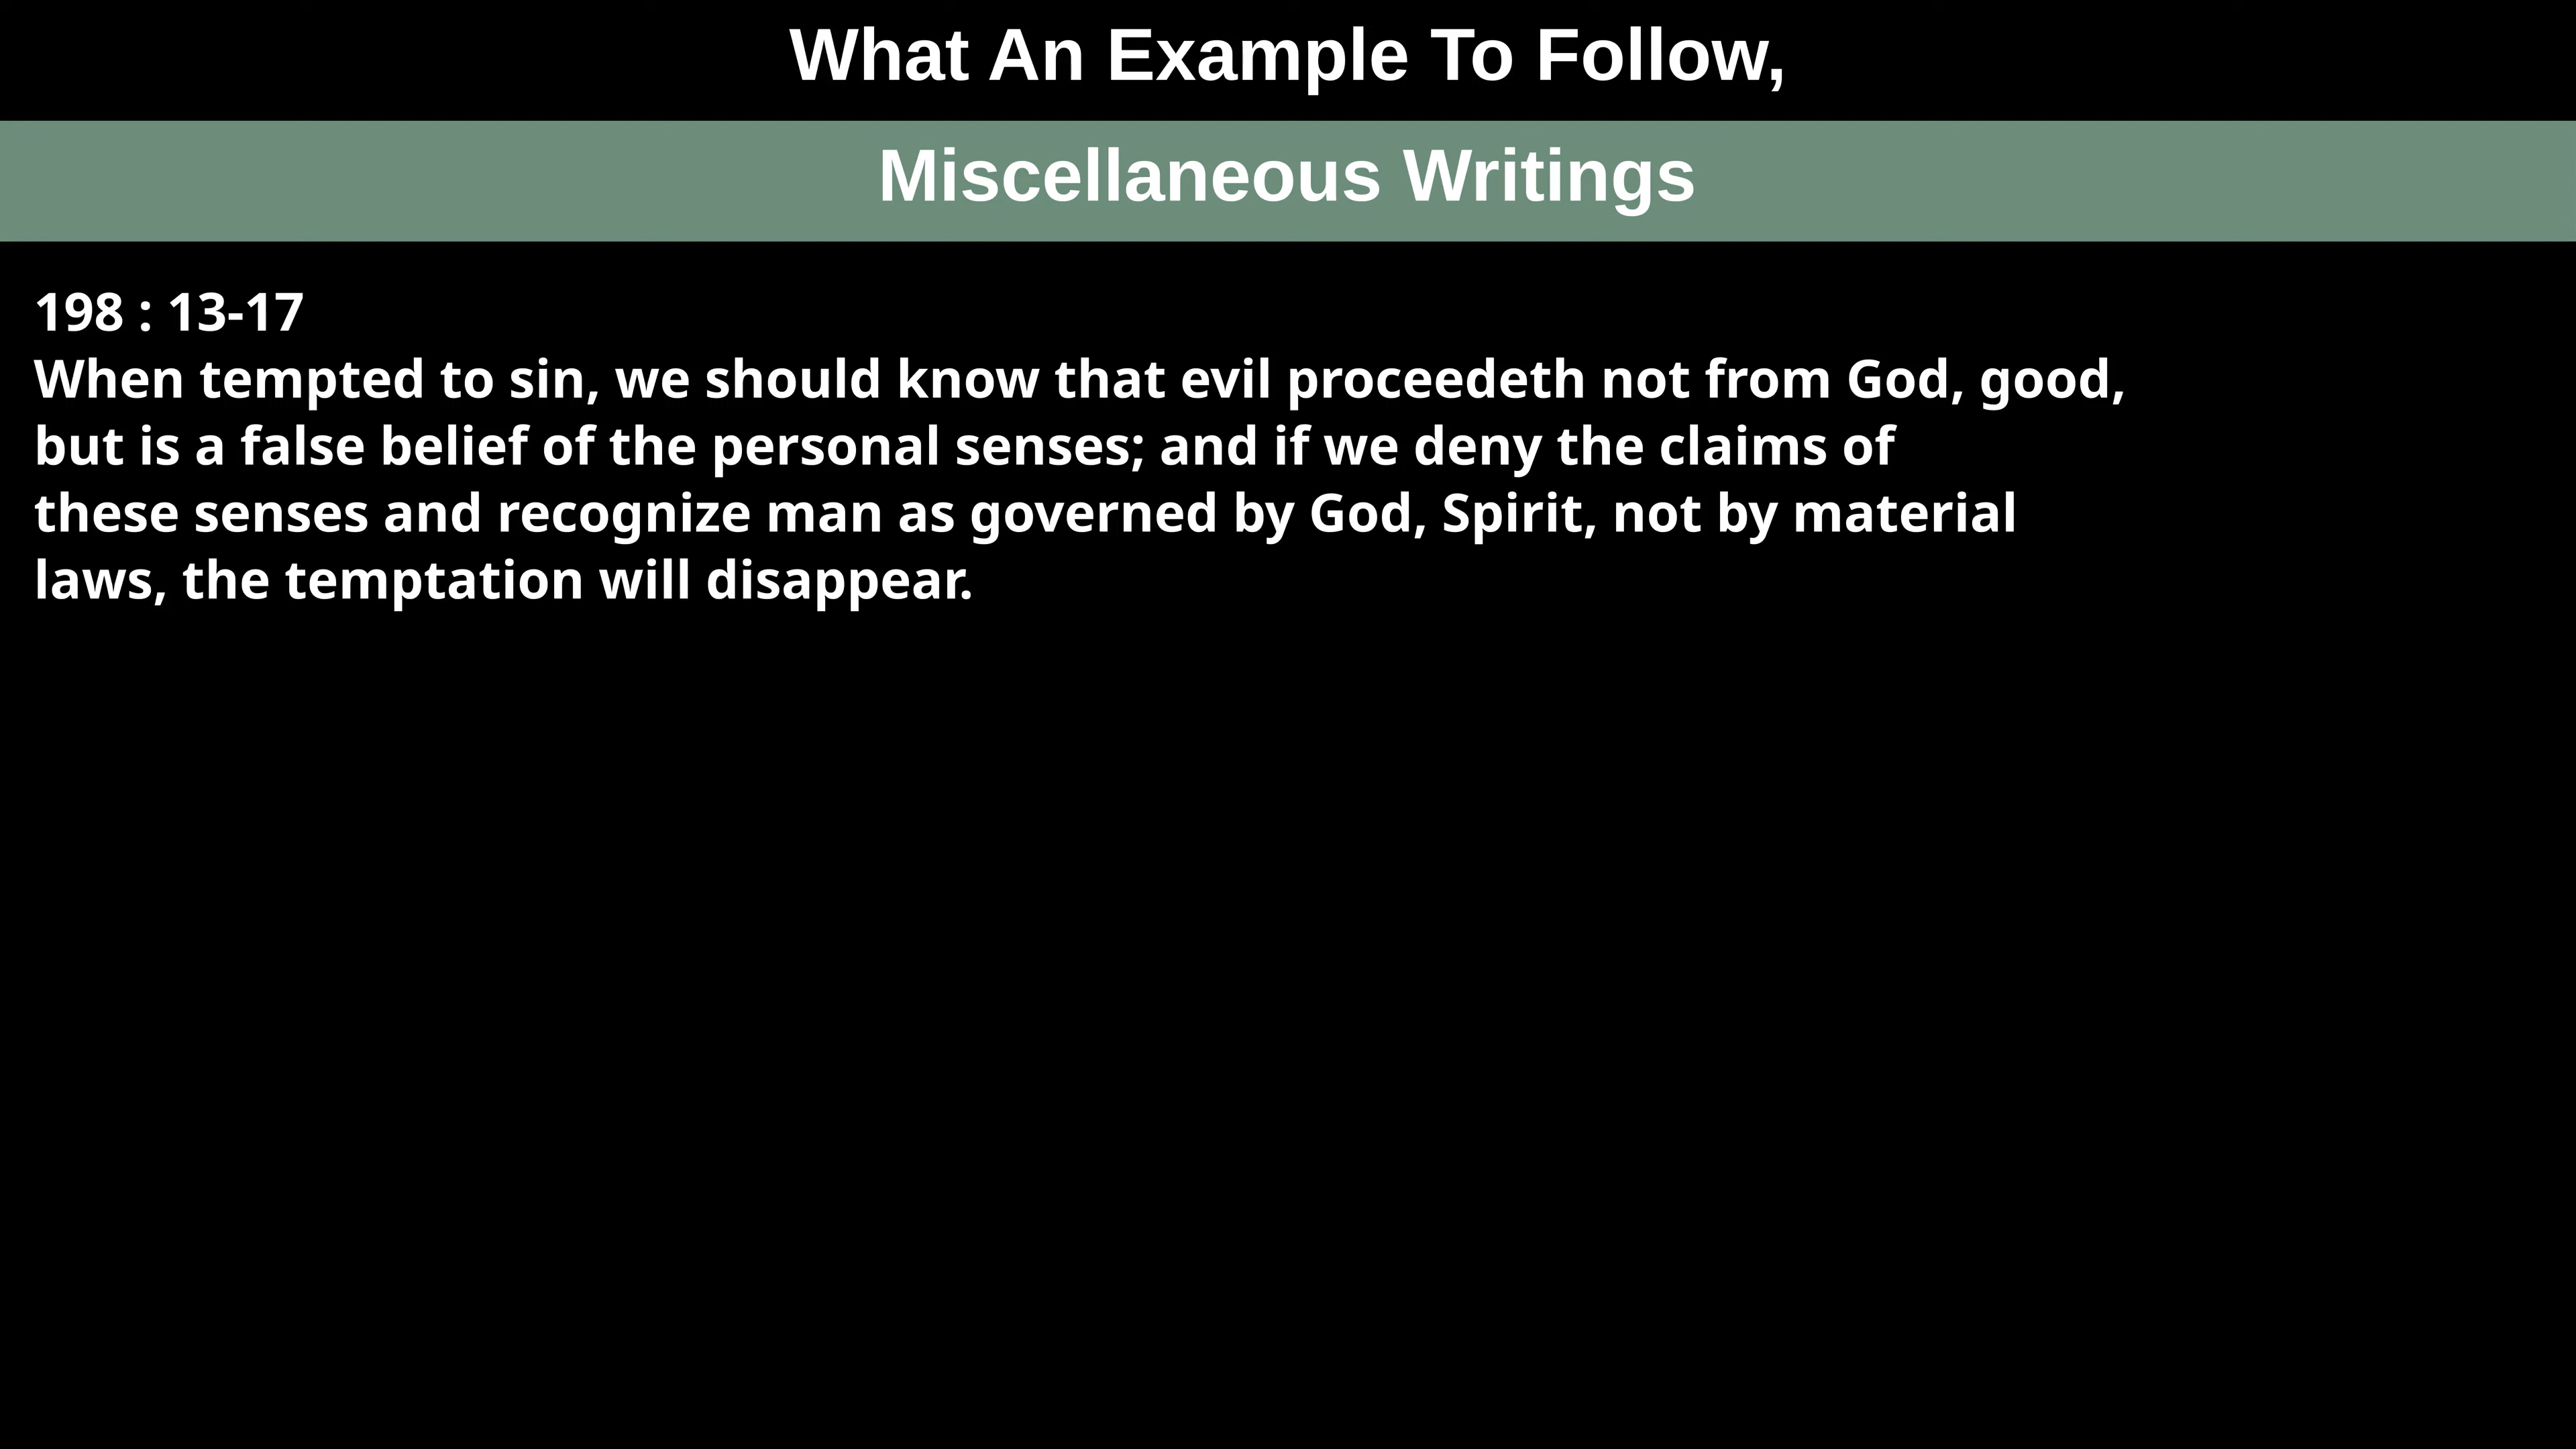 What An Example To Follow,
Miscellaneous Writings
198 : 13-17
When tempted to sin, we should know that evil proceedeth not from God, good,
but is a false belief of the personal senses; and if we deny the claims of
these senses and recognize man as governed by God, Spirit, not by material
laws, the temptation will disappear.